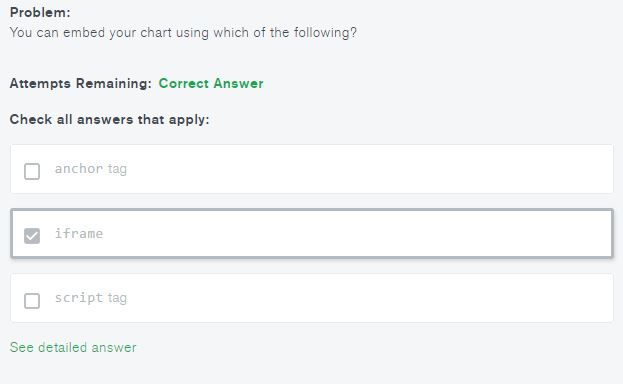 Problem:
You can embed your chart using which of the following?
Attempts Remaining: Correct Answer
Check all answers that apply:
anchor tag
iframe
script tag
See detailed answer